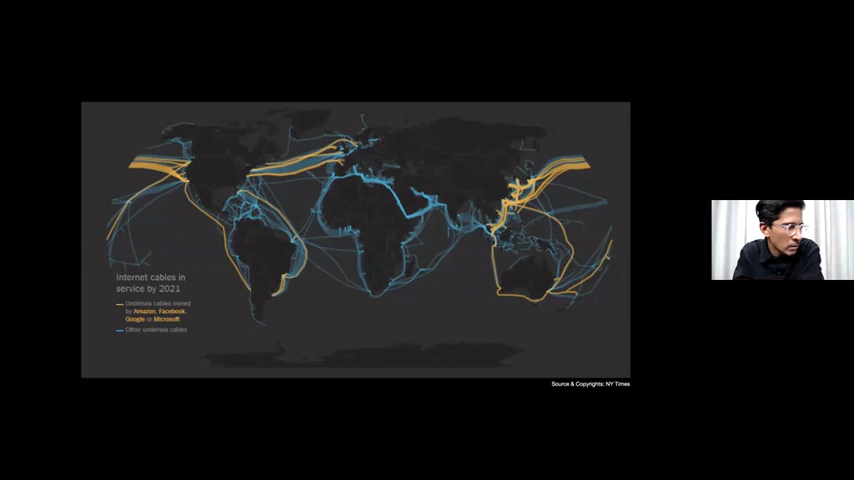 Internet cables in
service by 2021
Undersea cables owned
by Amazon, Facebook,
Google or Microsoft
Other undersea cables
Source & Copyrights: NY Times